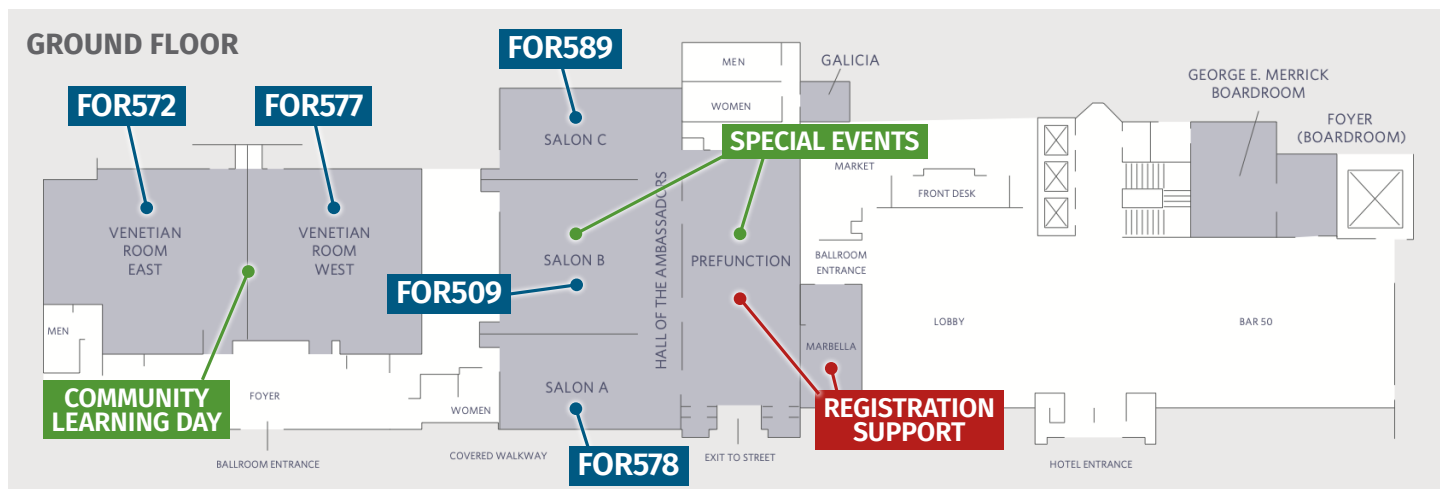 GROUND FLOOR
FOR589
FOR572
FOR577
MEN
WOMEN
GALICIA
GEORGE E. MERRICK
BOARDROOM
FOYER
(BOARDROOM)
SALON C
SPECIAL EVENTS
MARKET
FRONT DESK
HALL OF THE AMBASSADORS
VENETIAN
ROOM
EAST
VENETIAN
ROOM
WEST
SALON B
PREFUNCTION
BALLROOM
ENTRANCE
FOR509
MEN
LOBBY
BAR 50
MARBELLA
COMMUNITY
LEARNING DAY
FOYER
SALON A
WOMEN
REGISTRATION
SUPPORT
BALLROOM ENTRANCE
COVERED WALKWAY
FOR578
EXIT TO STREET
HOTEL ENTRANCE